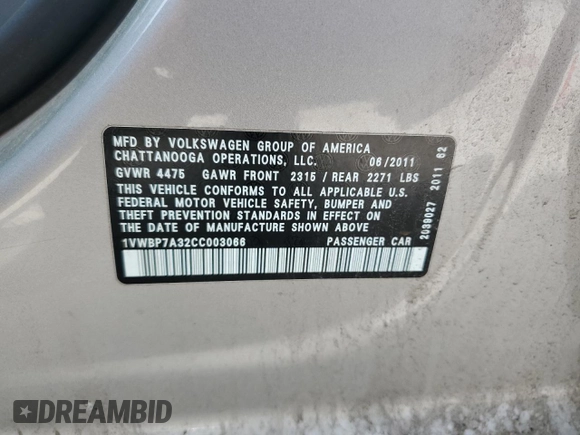 MFD BY VOLKSWAGEN GROUP OF AMERICA
CHATTANOOGA OPERATIONS, LLC. 06/2011
GVWR 4475 GAWR FRONT 2315 / REAR 2271 LBS
THIS VEHICLE CONFORMS TO ALL APPLICABLE U.S.
FEDERAL MOTOR VEHICLE SAFETY, BUMPER AND
THEFT PREVENTION STANDARDS IN EFFECT ON
THE DATE OF MANUFACTURE SHOWN ABOVE
1VWBP7A32CC003066 PASSENGER CAR
2039027 2011 62
DREAMBID